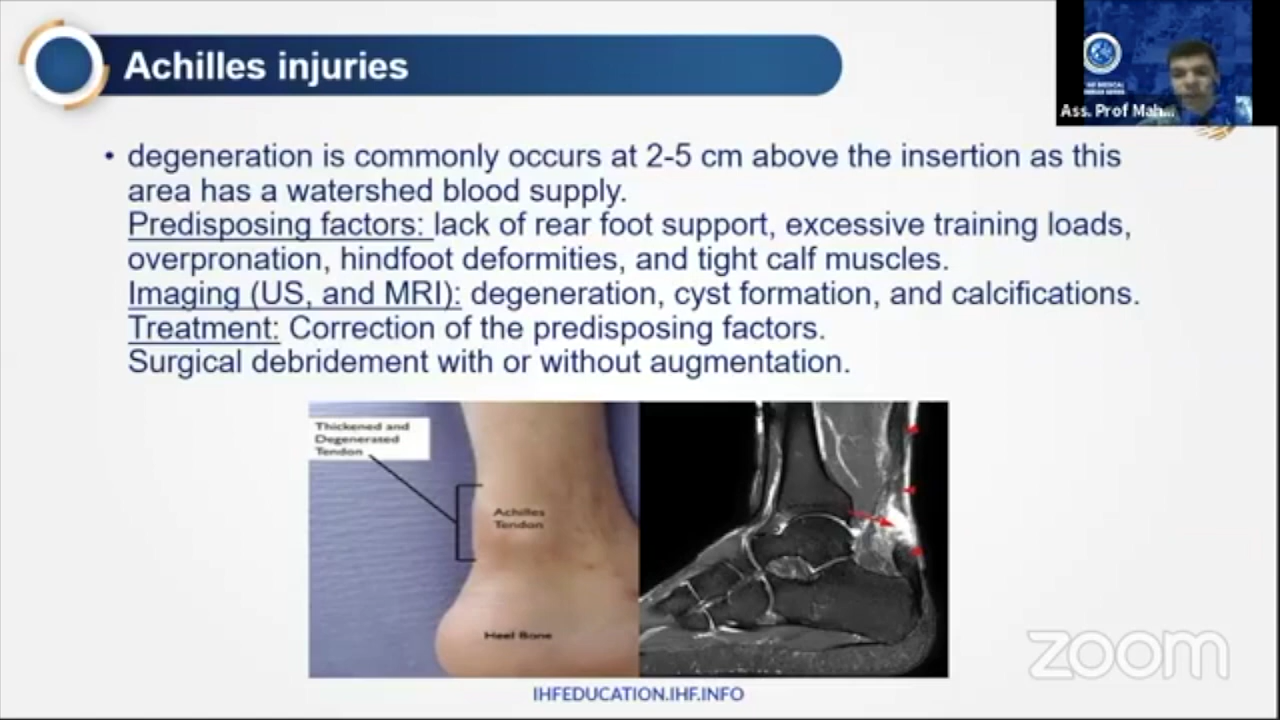 Achilles injuries
Ass. Prof Mah...
• degeneration is commonly occurs at 2-5 cm above the insertion as this
area has a watershed blood supply.
Predisposing factors: lack of rear foot support, excessive training loads,
overpronation, hindfoot deformities, and tight calf muscles.
Imaging (US, and MRI): degeneration, cyst formation, and calcifications.
Treatment: Correction of the predisposing factors.
Surgical debridement with or without augmentation.
Thickened and
Degenerated
Tendon
Achilles
Tendon
Heel Bone
zoom
IHFEDUCATION.IHF.INFO